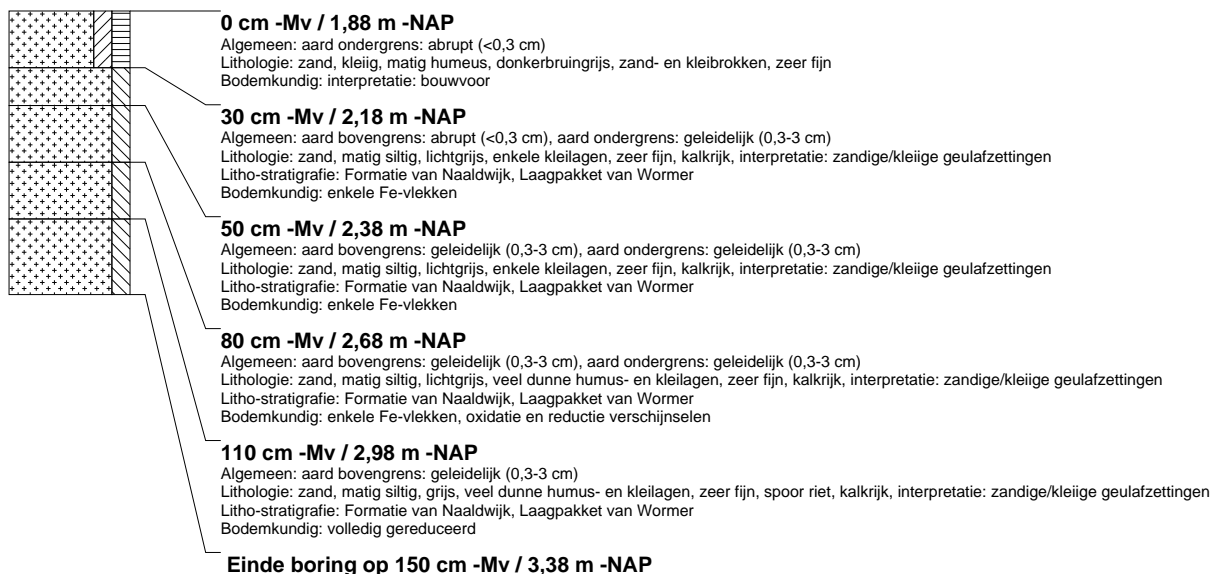 0 cm -Mv / 1,88 m -NAP
Algemeen: aard ondergrens: abrupt (<0,3 cm)
Lithologie: zand, kleiig, matig humeus, donkerbruingrijs, zand- en kleibrokken, zeer fijn
Bodemkundig: interpretatie: bouwvoor
30 cm -Mv / 2,18 m -NAP
Algemeen: aard bovengrens: abrupt (<0,3 cm), aard ondergrens: geleidelijk (0,3-3 cm)
Lithologie: zand, matig siltig, lichtgrijs, enkele kleilagen, zeer fijn, kalkrijk, interpretatie: zandige/kleiige geulafzettingen
Litho-stratigrafie: Formatie van Naaldwijk, Laagpakket van Wormer
Bodemkundig: enkele Fe-vlekken
50 cm -Mv / 2,38 m -NAP
Algemeen: aard bovengrens: geleidelijk (0,3-3 cm), aard ondergrens: geleidelijk (0,3-3 cm)
Lithologie: zand, matig siltig, lichtgrijs, enkele kleilagen, zeer fijn, kalkrijk, interpretatie: zandige/kleiige geulafzettingen
Litho-stratigrafie: Formatie van Naaldwijk, Laagpakket van Wormer
Bodemkundig: enkele Fe-vlekken
80 cm -Mv / 2,68 m -NAP
Algemeen: aard bovengrens: geleidelijk (0,3-3 cm), aard ondergrens: geleidelijk (0,3-3 cm)
Lithologie: zand, matig siltig, lichtgrijs, veel dunne humus- en kleilagen, zeer fijn, kalkrijk, interpretatie: zandige/kleiige geulafzettingen
Litho-stratigrafie: Formatie van Naaldwijk, Laagpakket van Wormer
Bodemkundig: enkele Fe-vlekken, oxidatie en reductie verschijnselen
110 cm -Mv / 2,98 m -NAP
Algemeen: aard bovengrens: geleidelijk (0,3-3 cm)
Lithologie: zand, matig siltig, grijs, veel dunne humus- en kleilagen, zeer fijn, spoor riet, kalkrijk, interpretatie: zandige/kleiige geulafzettingen
Litho-stratigrafie: Formatie van Naaldwijk, Laagpakket van Wormer
Bodemkundig: volledig gereduceerd
Einde boring op 150 cm -Mv / 3,38 m -NAP